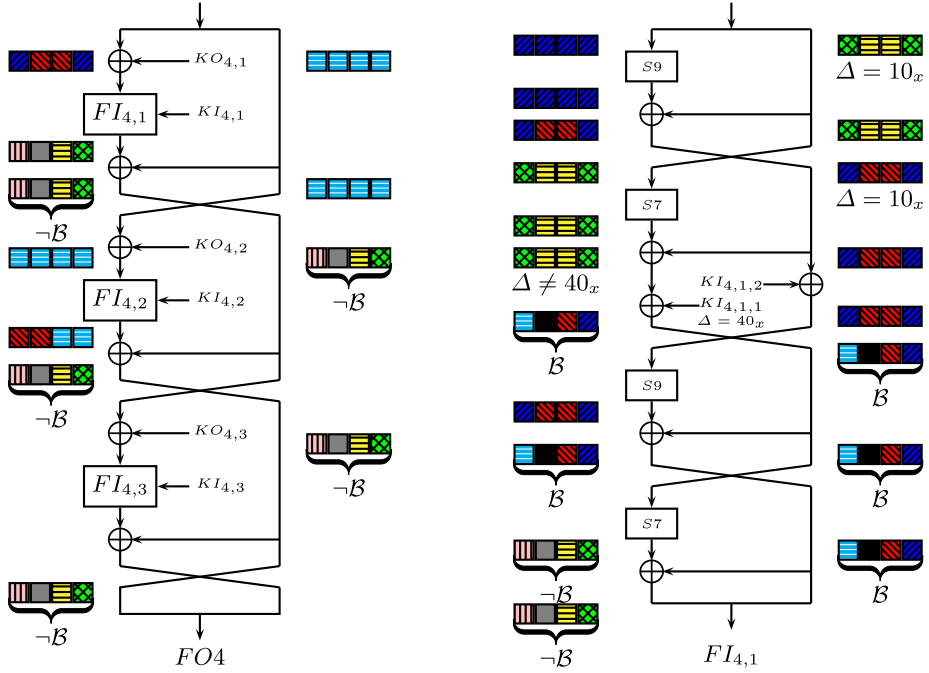 KO4,1
FI4,1
KI4,1
¬B
KO4,2
¬B
FI4,2
KI4,2
¬B
KO4,3
¬B
FI4,3
KI4,3
¬B
FO4
Δ = 10x
S9
Δ = 10x
S7
Δ ≠ 40x
KI4,1,2
KI4,1,1
Δ = 40x
B
B
S9
B
B
S7
¬B
B
¬B
FI4,1